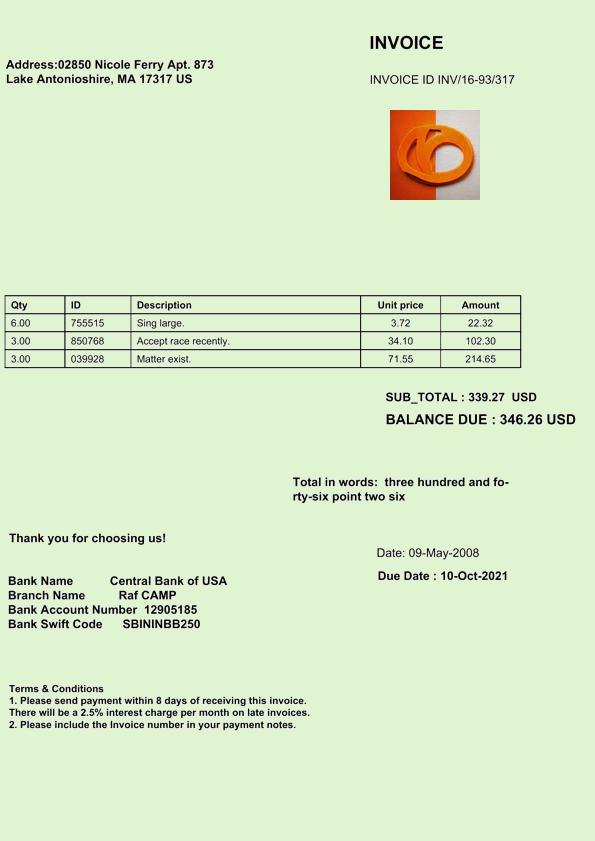 INVOICE
Address:02850 Nicole Ferry Apt. 873
Lake Antonioshire, MA 17317 US
INVOICE ID INV/16-93/317
Qty ID Description Unit price Amount
6.00 755515 Sing large. 3.72 22.32
3.00 850768 Accept race recently. 34.10 102.30
3.00 039928 Matter exist. 71.55 214.65
SUB_TOTAL : 339.27 USD
BALANCE DUE : 346.26 USD
Total in words: three hundred and fo-
rty-six point two six
Thank you for choosing us!
Date: 09-May-2008
Due Date : 10-Oct-2021
Bank Name Central Bank of USA
Branch Name Raf CAMP
Bank Account Number 12905185
Bank Swift Code SBININBB250
Terms & Conditions
1. Please send payment within 8 days of receiving this invoice.
There will be a 2.5% interest charge per month on late invoices.
2. Please include the Invoice number in your payment notes.